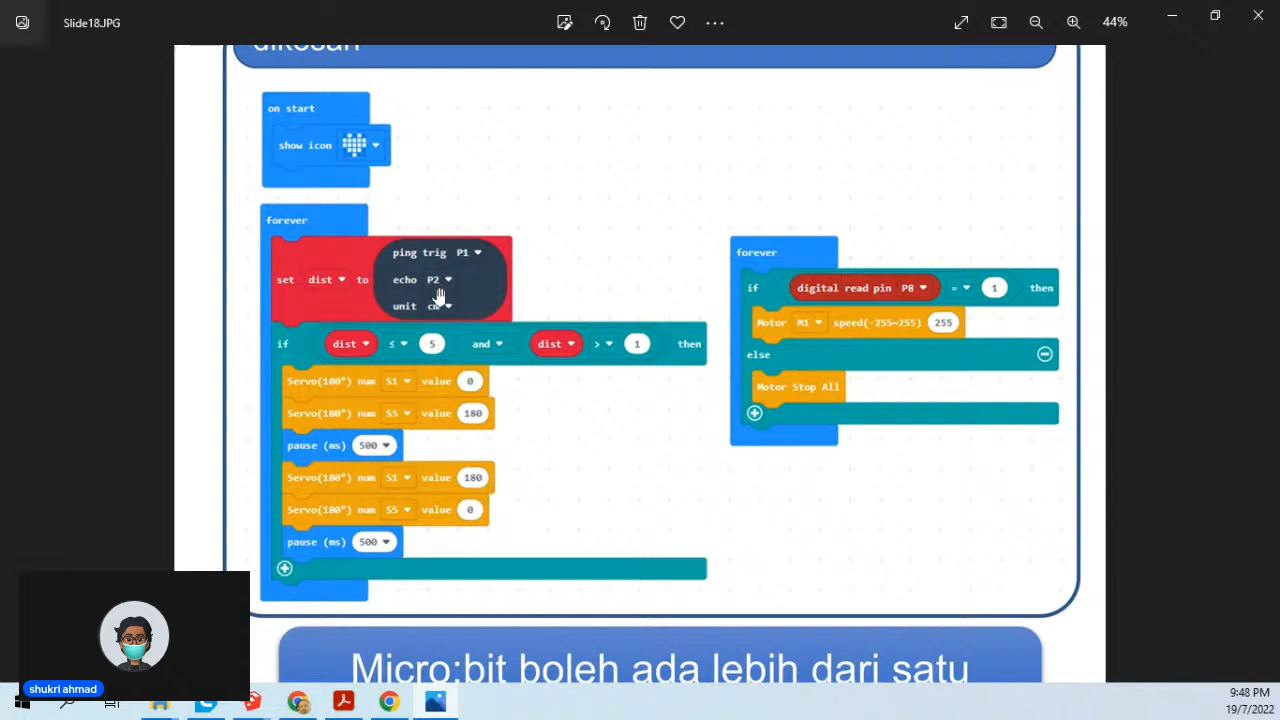 Slide18.JPG
44%
dikesan
on start
show icon
forever
set dist to ping trig P1
echo P2
unit cm
if dist ≤ 5 and dist > 1 then
Servo(180°) num S1 value 0
Servo(180°) num S5 value 180
pause (ms) 500
Servo(180°) num S1 value 180
Servo(180°) num S5 value 0
pause (ms) 500
forever
if digital read pin P8 = 1 then
Motor M1 speed(-255~255) 255
else
Motor Stop All
Micro:bit boleh ada lebih dari satu
shukri ahmad
9:48 PM
19/7/2022